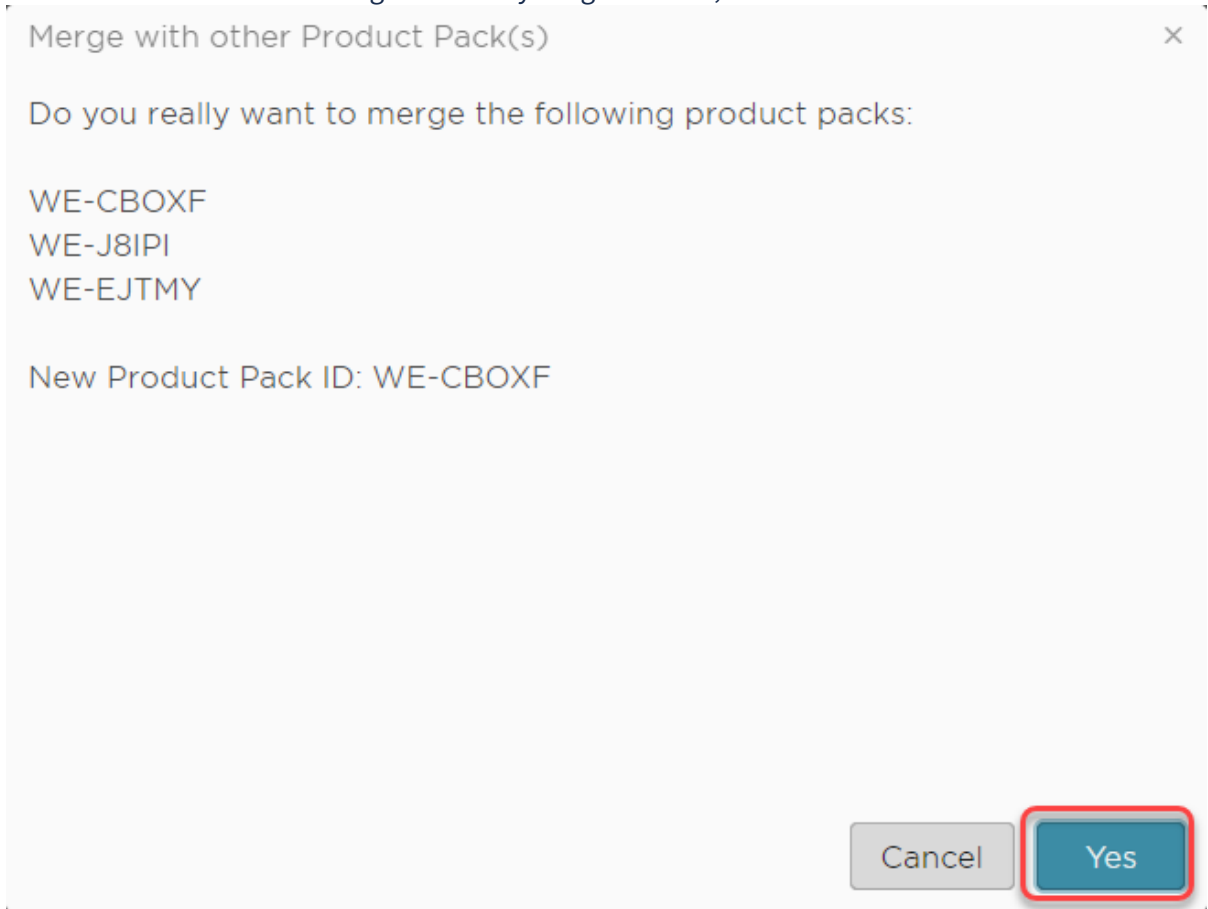 Merge with other Product Pack(s)
×
Do you really want to merge the following product packs:
WE-CBOXF
WE-J8IPI
WE-EJTMY
New Product Pack ID: WE-CBOXF
Cancel
Yes